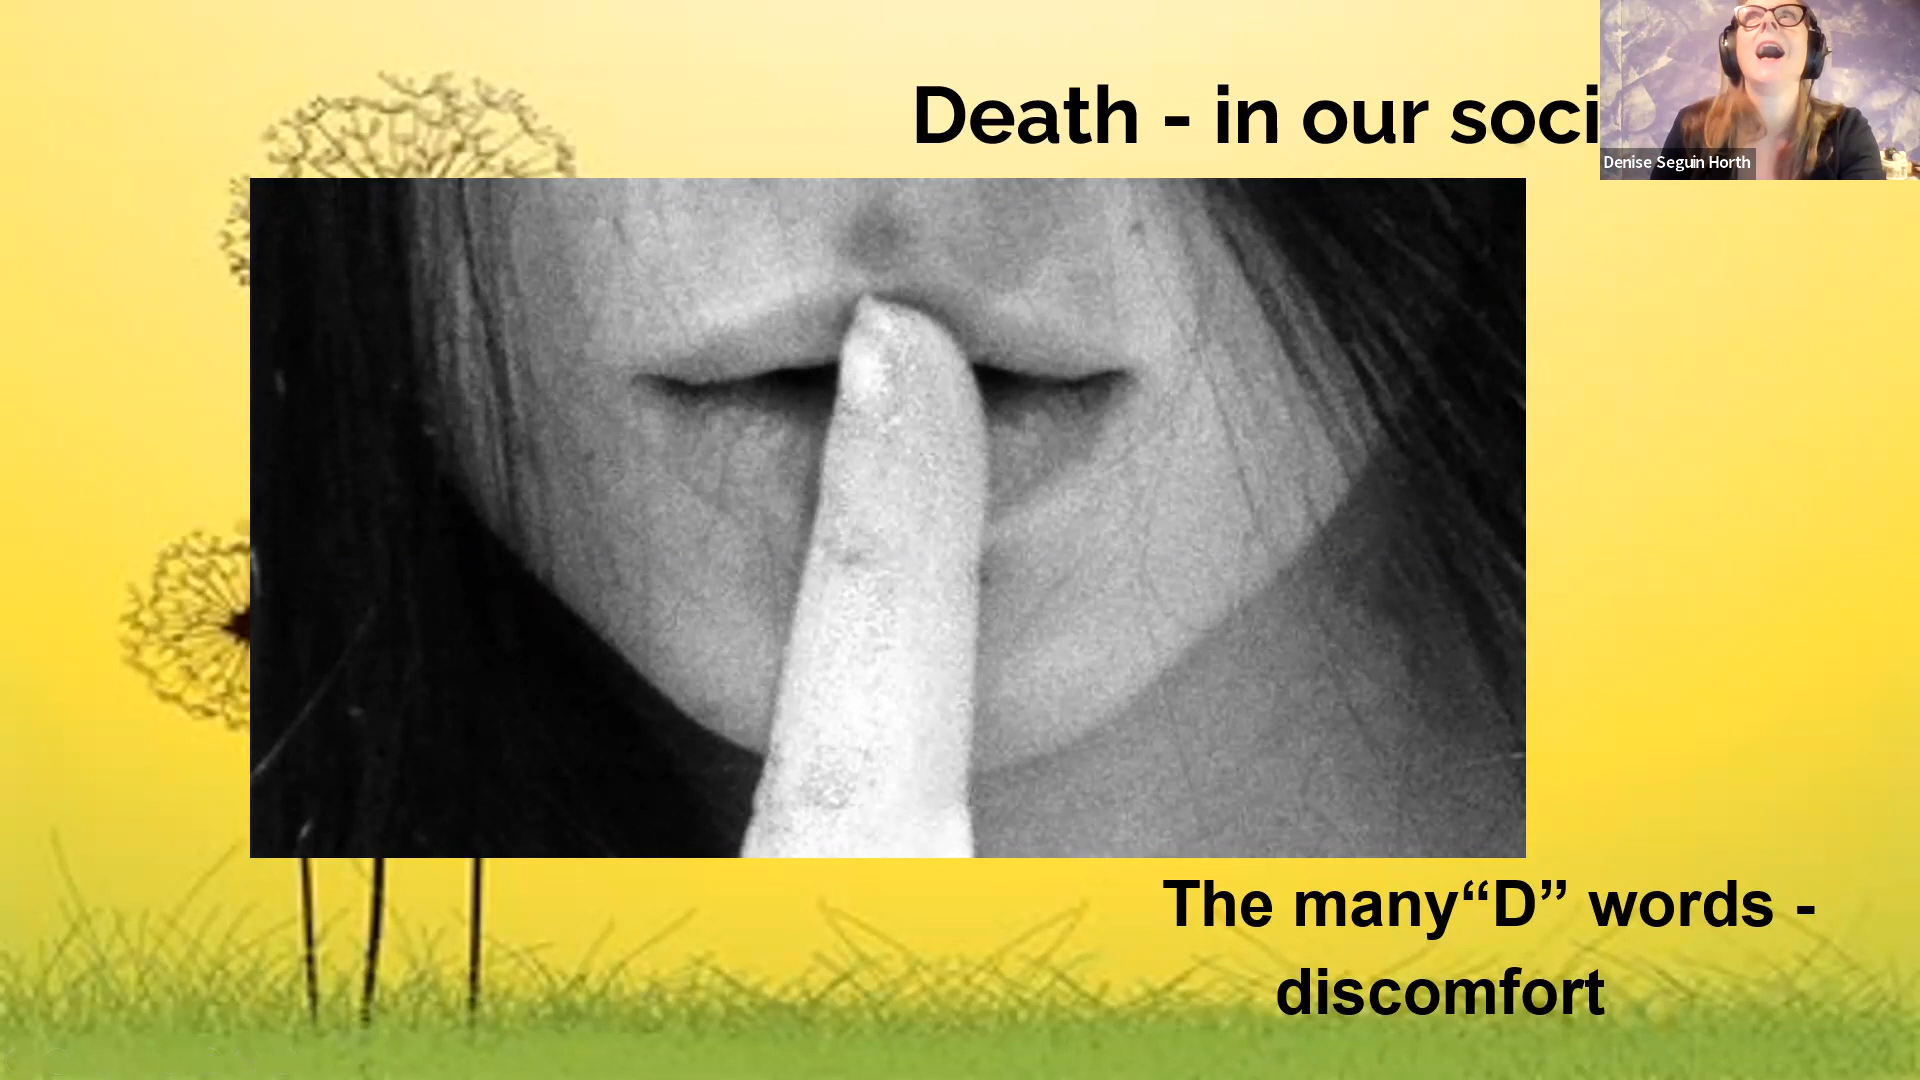 Death - in our soci
Denise Seguin Horth
The many“D” words -
discomfort